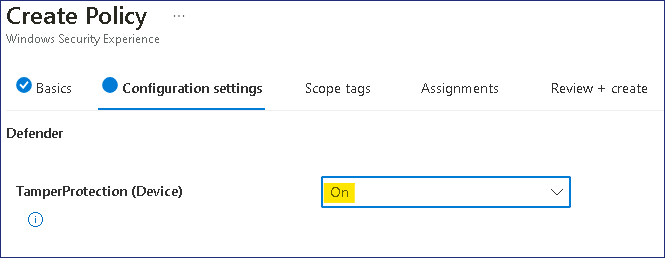 Create Policy ...
Windows Security Experience
Basics Configuration settings Scope tags Assignments Review + create
Defender
TamperProtection (Device) On